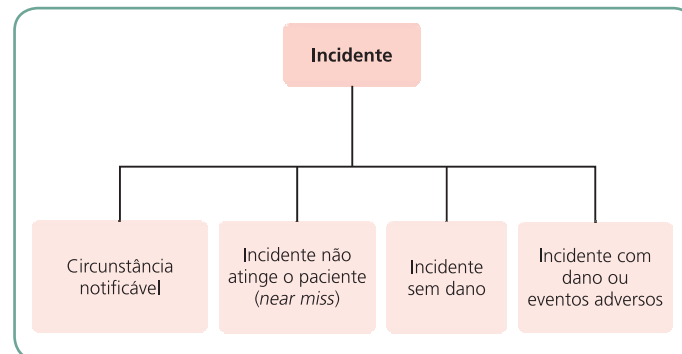 Incidente
Circunstância
notificável
Incidente não
atinge o paciente
(near miss)
Incidente
sem dano
Incidente com
dano ou
eventos adversos